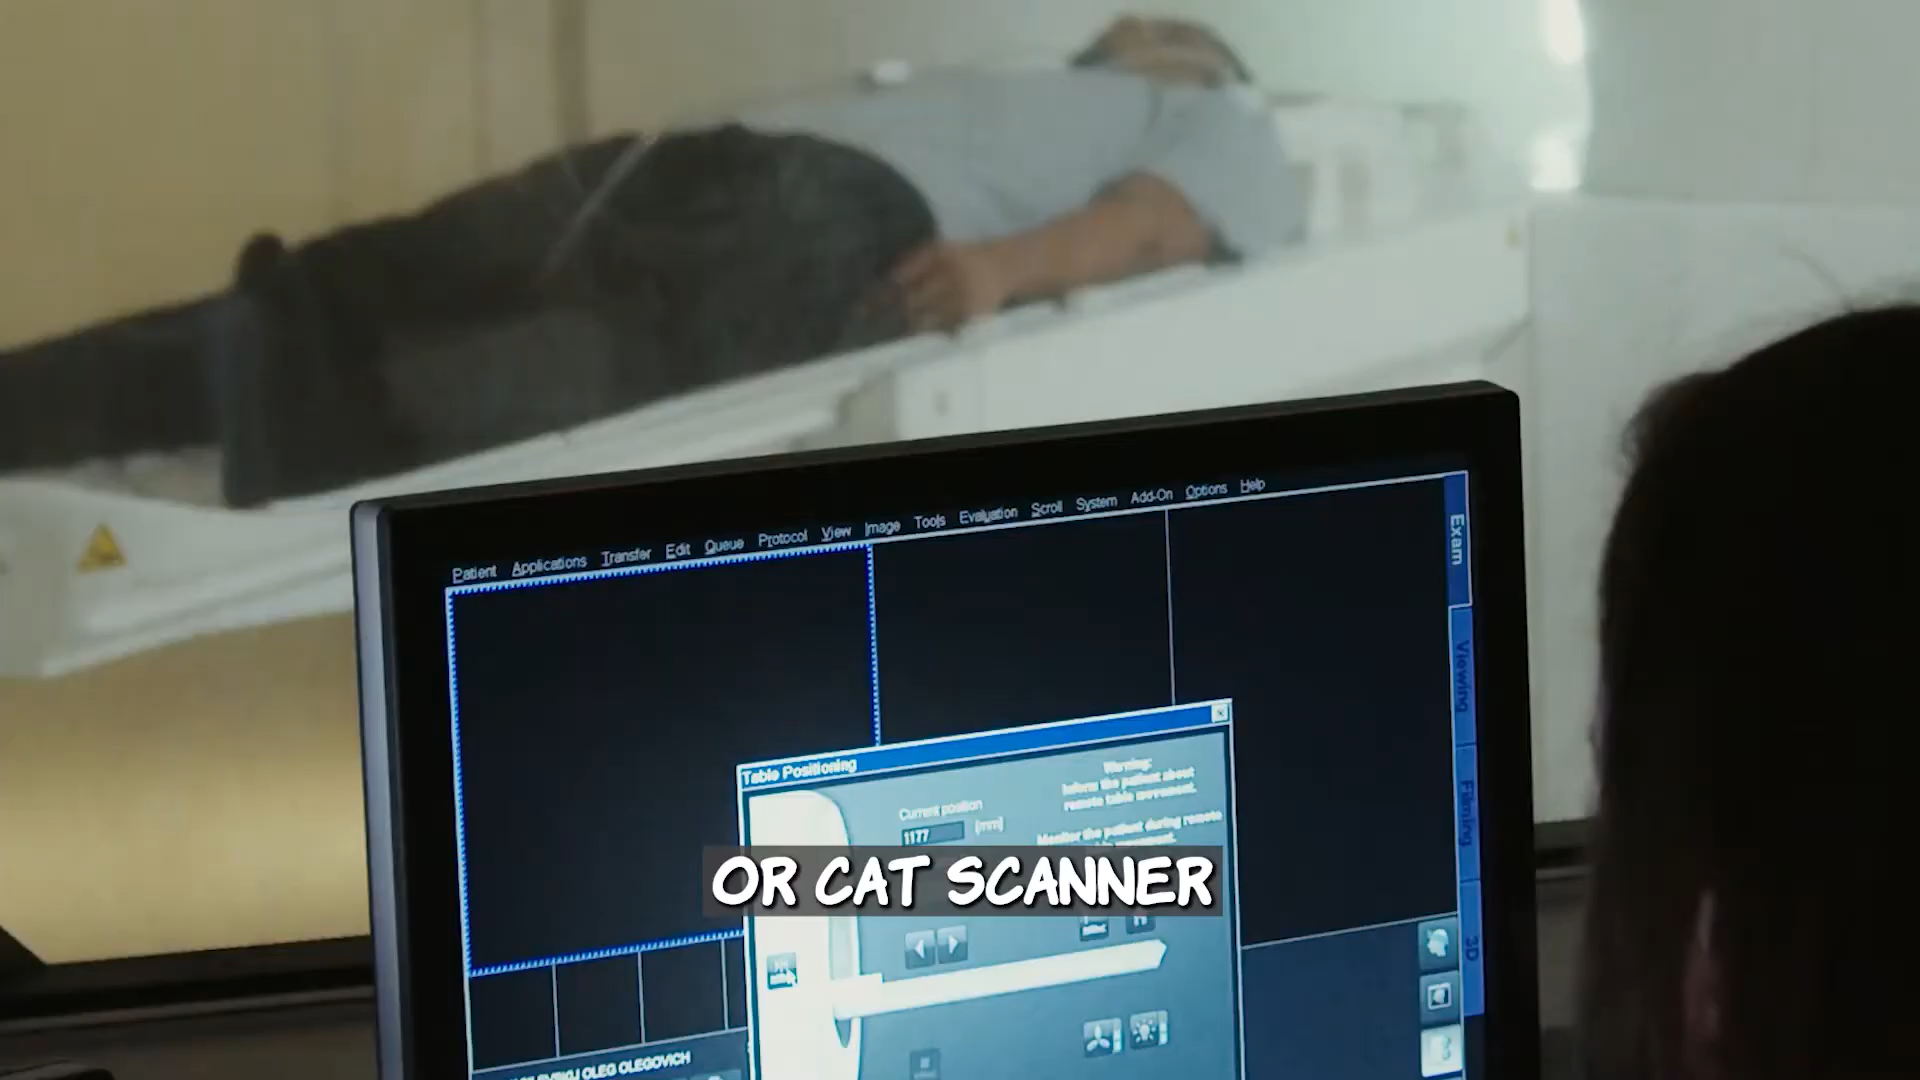 Patient Applications Transfer Edit Queue Protocol View Image Tools Evaluation Scroll System Add-On Options Help
Exam
Viewing
Filming
3D
Table Positioning
Warning:
Inform the patient about
remote table movement.
Current position
1177 [mm]
Monitor the patient during remote
movement.
OR CAT SCANNER
OLEG OLEGOVICH